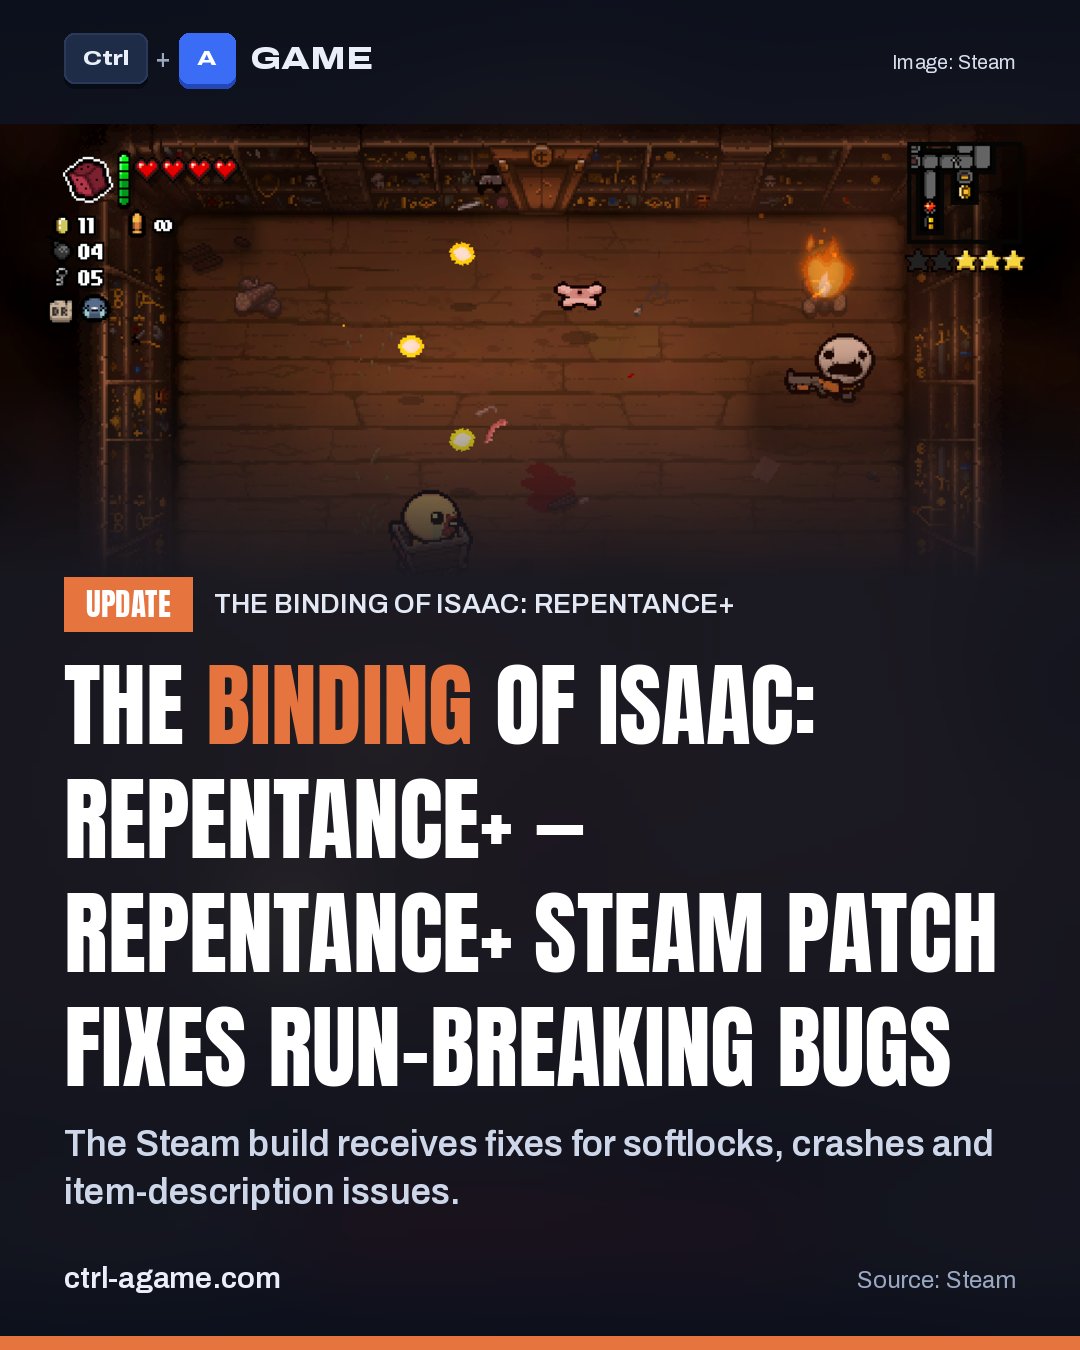 Ctrl + A GAME
Image: Steam
11 ∞
04
05
DR
UPDATE THE BINDING OF ISAAC: REPENTANCE+
THE BINDING OF ISAAC:
REPENTANCE+ –
REPENTANCE+ STEAM PATCH
FIXES RUN-BREAKING BUGS
The Steam build receives fixes for softlocks, crashes and
item-description issues.
ctrl-agame.com
Source: Steam